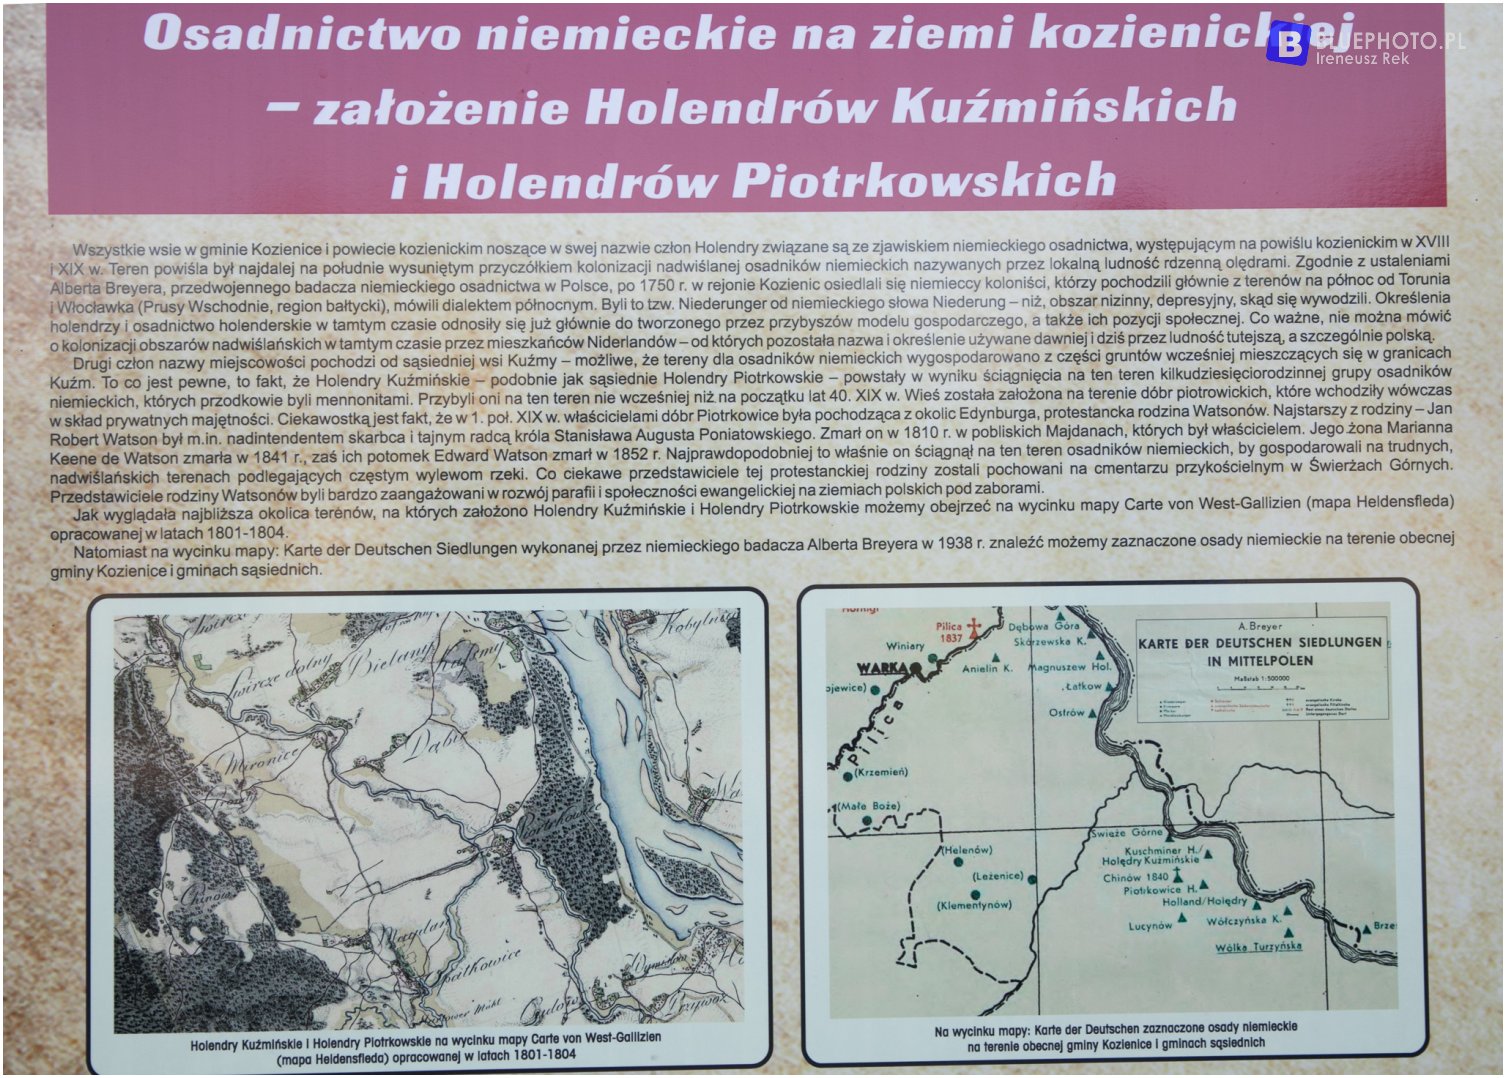 Osadnictwo niemieckie na ziemi kozienickiej
BLUEPHOTO.PL
Ireneusz Rek
– założenie Holendrów Kuźmińskich
i Holendrów Piotrkowskich
Wszystkie wsie w gminie Kozienice i powiecie kozienickim noszące w swej nazwie człon Holendry związane są ze zjawiskiem niemieckiego osadnictwa, występującym na powiślu kozienickim w XVIII
i XIX w. Teren powiśla był najdalej na południe wysuniętym przyczółkiem kolonizacji nadwiślanej osadników niemieckich nazywanych przez lokalną ludność rdzenną olędrami. Zgodnie z ustaleniami
Alberta Breyera, przedwojennego badacza niemieckiego osadnictwa w Polsce, po 1750 r. w rejonie Kozienic osiedlali się niemieccy koloniści, którzy pochodzili głównie z terenów na północ od Torunia
i Włocławka (Prusy Wschodnie, region bałtycki), mówili dialektem północnym. Byli to tzw. Niederunger od niemieckiego słowa Niederung – niż, obszar nizinny, depresyjny, skąd się wywodzili. Określenia
holendrzy i osadnictwo holenderskie w tamtym czasie odnosiły się już głównie do tworzonego przez przybyszów modelu gospodarczego, a także ich pozycji społecznej. Co ważne, nie można mówić
o kolonizacji obszarów nadwiślańskich w tamtym czasie przez mieszkańców Niderlandów – od których pozostała nazwa i określenie używane dawniej i dziś przez ludność tutejszą, a szczególnie polską.
Drugi człon nazwy miejscowości pochodzi od sąsiedniej wsi Kuźmy – możliwe, że tereny dla osadników niemieckich wygospodarowano z części gruntów wcześniej mieszczących się w granicach
Kuźm. To co jest pewne, to fakt, że Holendry Kuźmińskie – podobnie jak sąsiednie Holendry Piotrkowskie – powstały w wyniku ściągnięcia na ten teren kilkudziesięciorodzinnej grupy osadników
niemieckich, których przodkowie byli mennonitami. Przybyli oni na ten teren nie wcześniej niż na początku lat 40. XIX w. Wieś została założona na terenie dóbr piotrowickich, które wchodziły wówczas
w skład prywatnych majętności. Ciekawostką jest fakt, że w 1. poł. XIX w. właścicielami dóbr Piotrkowice była pochodząca z okolic Edynburga, protestancka rodzina Watsonów. Najstarszy z rodziny – Jan
Robert Watson był m.in. nadintendentem skarbca i tajnym radcą króla Stanisława Augusta Poniatowskiego. Zmarł on w 1810 r. w pobliskich Majdanach, których był właścicielem. Jego żona Marianna
Keene de Watson zmarła w 1841 r., zaś ich potomek Edward Watson zmarł w 1852 r. Najprawdopodobniej to właśnie on ściągnął na ten teren osadników niemieckich, by gospodarowali na trudnych,
nadwiślańskich terenach podlegających częstym wylewom rzeki. Co ciekawe przedstawiciele tej protestanckiej rodziny zostali pochowani na cmentarzu przykościelnym w Świerżach Górnych.
Przedstawiciele rodziny Watsonów byli bardzo zaangażowani w rozwój parafii i społeczności ewangelickiej na ziemiach polskich pod zaborami.
Jak wyglądała najbliższa okolica terenów, na których założono Holendry Kuźmińskie i Holendry Piotrkowskie możemy obejrzeć na wycinku mapy Carte von West-Gallizien (mapa Heldensfleda)
opracowanej w latach 1801-1804.
Natomiast na wycinku mapy: Karte der Deutschen Siedlungen wykonanej przez niemieckiego badacza Alberta Breyera w 1938 r. znaleźć możemy zaznaczone osady niemieckie na terenie obecnej
gminy Kozienice i gminach sąsiednich.
Swirze dolny
Bielany
Kuzmy
Kobylnica
Mironice
Dąbie
Chinow
Magdan
Wymysłow
Holendry Kuźmińskie i Holendry Piotrkowskie na wycinku mapy Carte von West-Gallizien
(mapa Heldensfleda) opracowanej w latach 1801-1804
Pilica
1837
Dębowa Góra
Skórzewska K.
Winiary
WARKA
Anielin K.
Magnuszew Hol.
Łatkow
Ostrów
Pilica
(Krzemień)
(Małe Boże)
A. Breyer
KARTE DER DEUTSCHEN SIEDLUNGEN
IN MITTELPOLEN
Maßstab 1:500000
(Helenów)
(Leżenice)
(Klementynów)
Swieże Górne
Kuschminer H./
Holędry Kuźmińskie
Chinów 1840
Piotrkowice H.
Holland/Holędry
Lucynów
Wólczyńska K.
Wólka Turzyńska
Brze
Na wycinku mapy: Karte der Deutschen zaznaczone osady niemieckie
na terenie obecnej gminy Kozienice i gminach sąsiednich